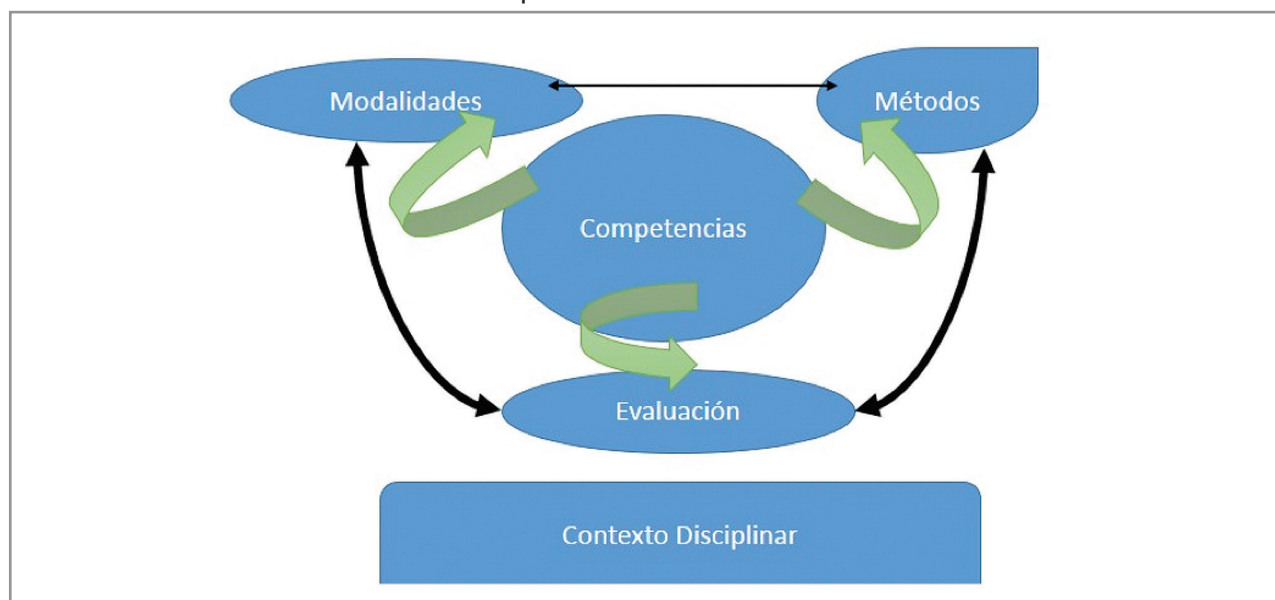 Modalidades
Métodos
Competencias
Evaluación
Contexto Disciplinar